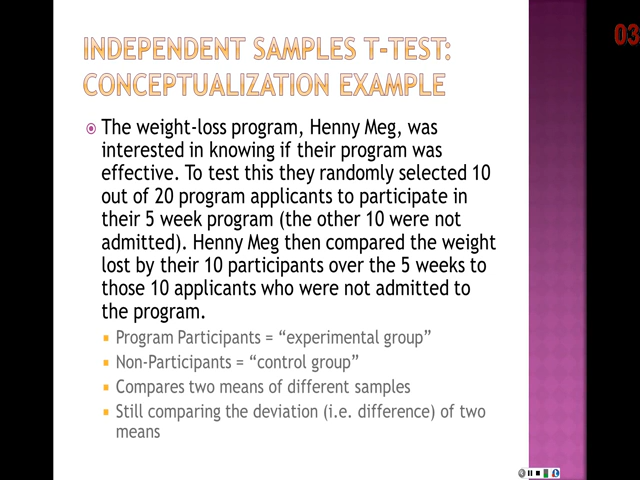 INDEPENDENT SAMPLES T-TEST:
CONCEPTUALIZATION EXAMPLE
03
The weight-loss program, Henny Meg, was
interested in knowing if their program was
effective. To test this they randomly selected 10
out of 20 program applicants to participate in
their 5 week program (the other 10 were not
admitted). Henny Meg then compared the weight
lost by their 10 participants over the 5 weeks to
those 10 applicants who were not admitted to
the program.
Program Participants = “experimental group”
Non-Participants = “control group”
Compares two means of different samples
Still comparing the deviation (i.e. difference) of two
means